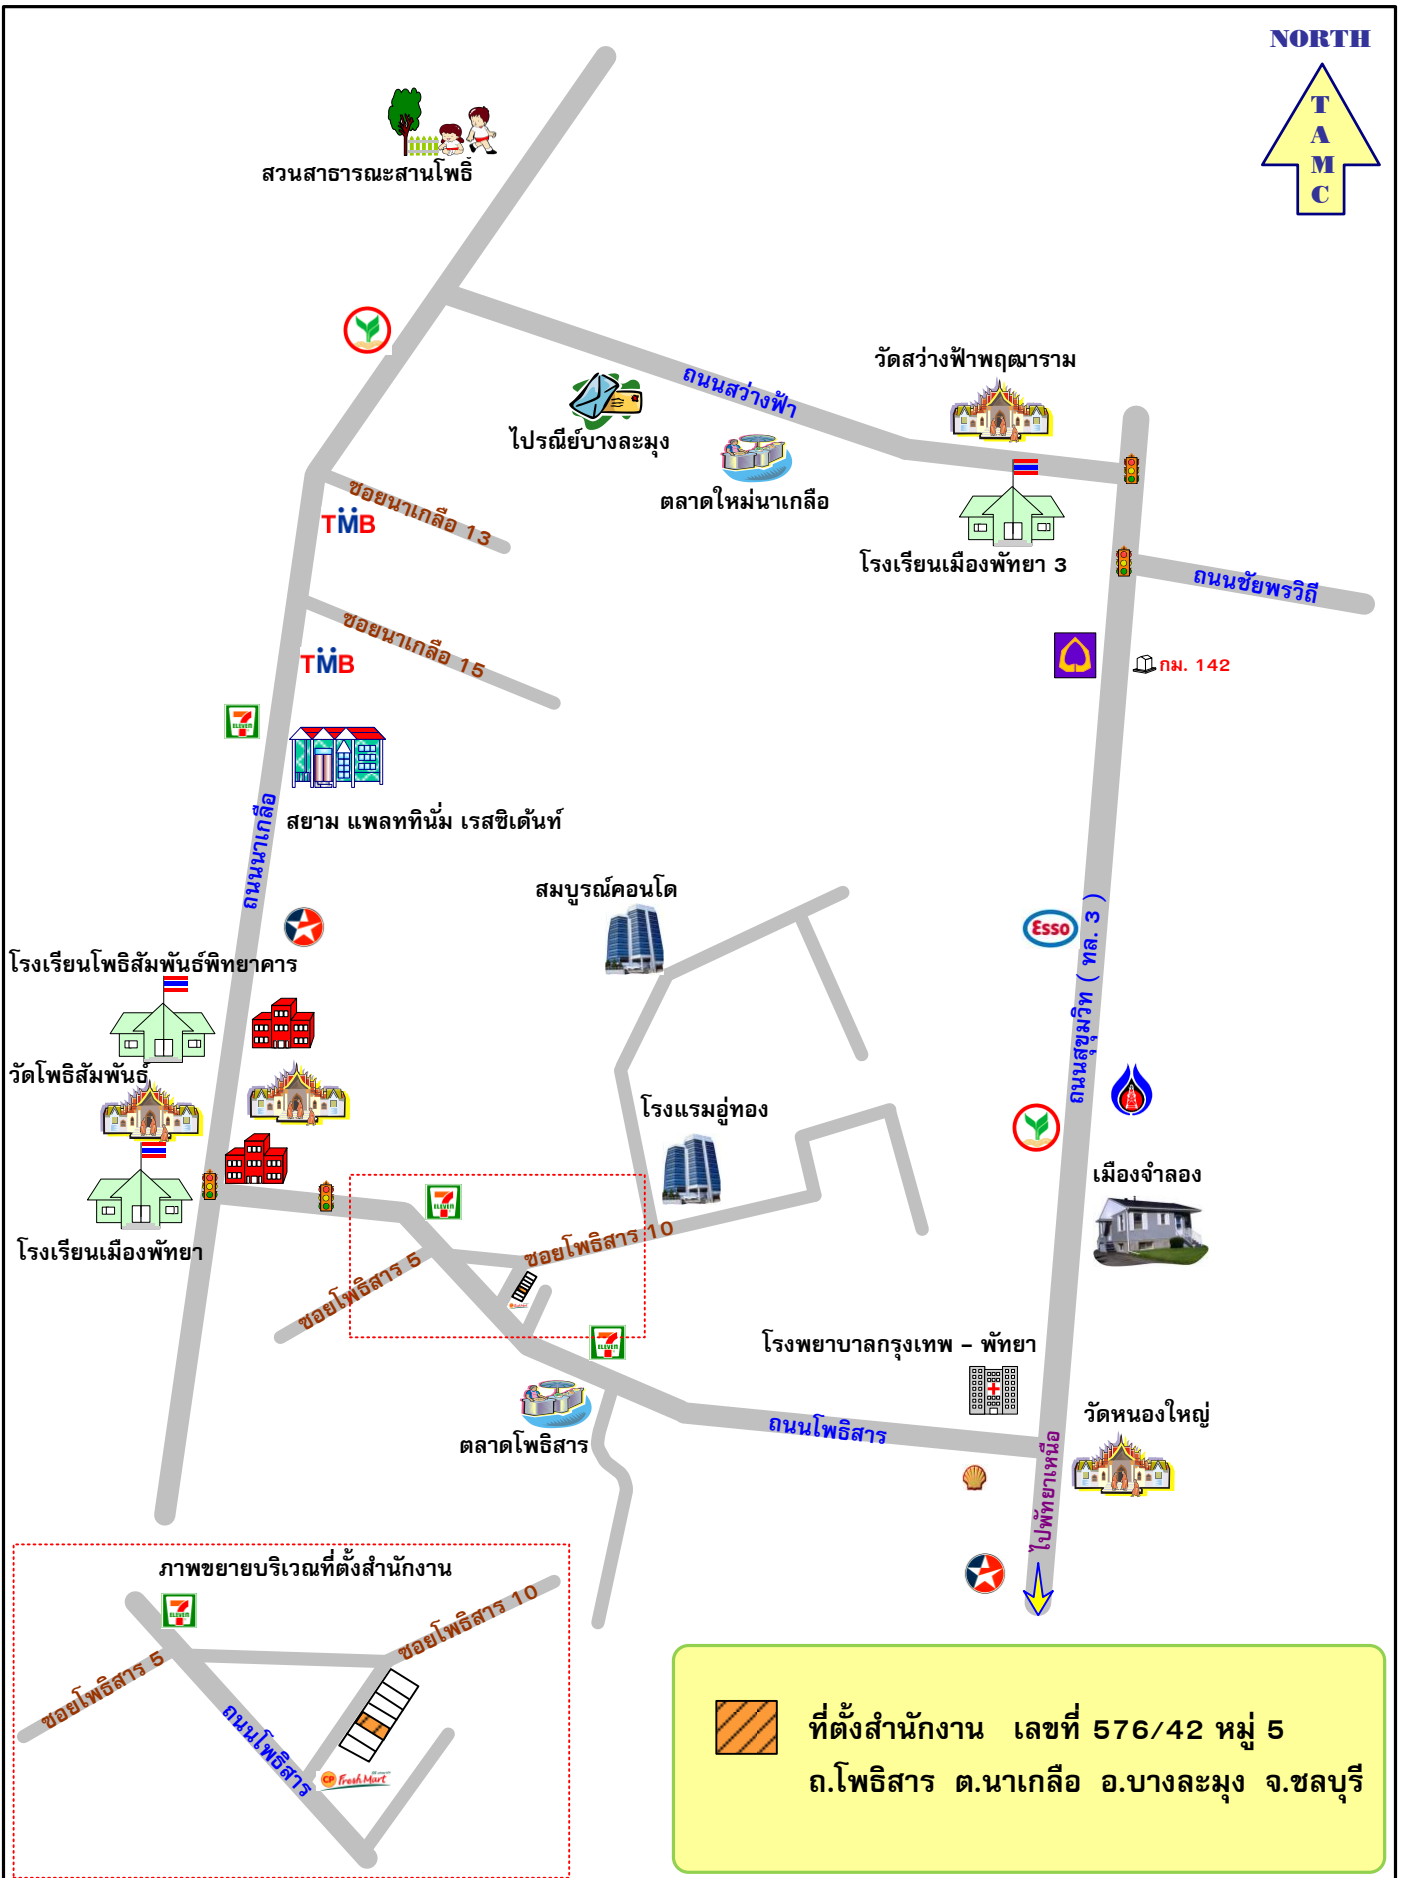 NORTH
T
A
M
C
สวนสาธารณะสานโพธิ์
ถนนสว่างฟ้า
วัดสว่างฟ้าพฤฒาราม
ไปรณีย์บางละมุง
ตลาดใหม่นาเกลือ
ซอยนาเกลือ 13
TMB
โรงเรียนเมืองพัทยา 3
ถนนชัยพรวิถี
ซอยนาเกลือ 15
TMB
กม. 142
7
ELEVEN
สยาม แพลททินั่ม เรสซิเด้นท์
ถนนนาเกลือ
สมบูรณ์คอนโด
Esso
ถนนสุขุมวิท ( ทล. 3 )
โรงเรียนโพธิสัมพันธ์พิทยาคาร
วัดโพธิสัมพันธ์
โรงแรมอู่ทอง
เมืองจำลอง
7
ELEVEN
โรงเรียนเมืองพัทยา
ซอยโพธิสาร 10
ซอยโพธิสาร 5
7
ELEVEN
โรงพยาบาลกรุงเทพ – พัทยา
วัดหนองใหญ่
ถนนโพธิสาร
ตลาดโพธิสาร
ไปพัทยาเหนือ
ภาพขยายบริเวณที่ตั้งสำนักงาน
7
ELEVEN
ซอยโพธิสาร 10
ซอยโพธิสาร 5
ถนนโพธิสาร
CP Fresh Mart
ที่ตั้งสำนักงาน เลขที่ 576/42 หมู่ 5
ถ.โพธิสาร ต.นาเกลือ อ.บางละมุง จ.ชลบุรี